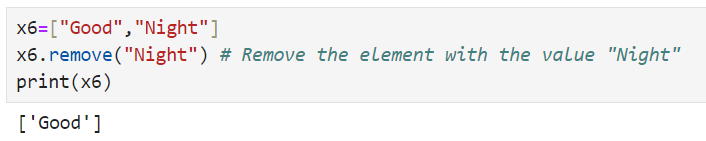 x6=["Good","Night"]
x6.remove("Night") # Remove the element with the value "Night"
print(x6)
['Good']